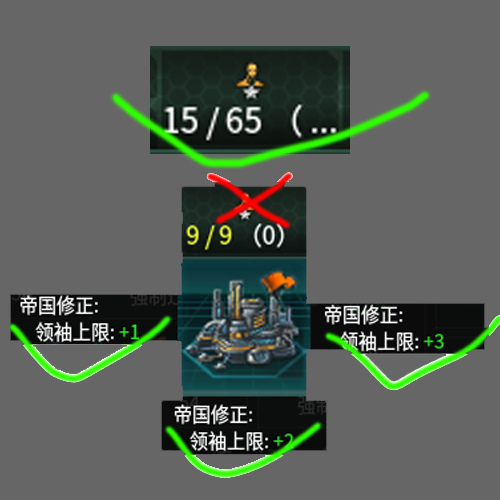 15/65 （...
9/9 （0）
帝国修正:
领袖上限: +1
帝国修正:
领袖上限: +3
帝国修正:
领袖上限: +2